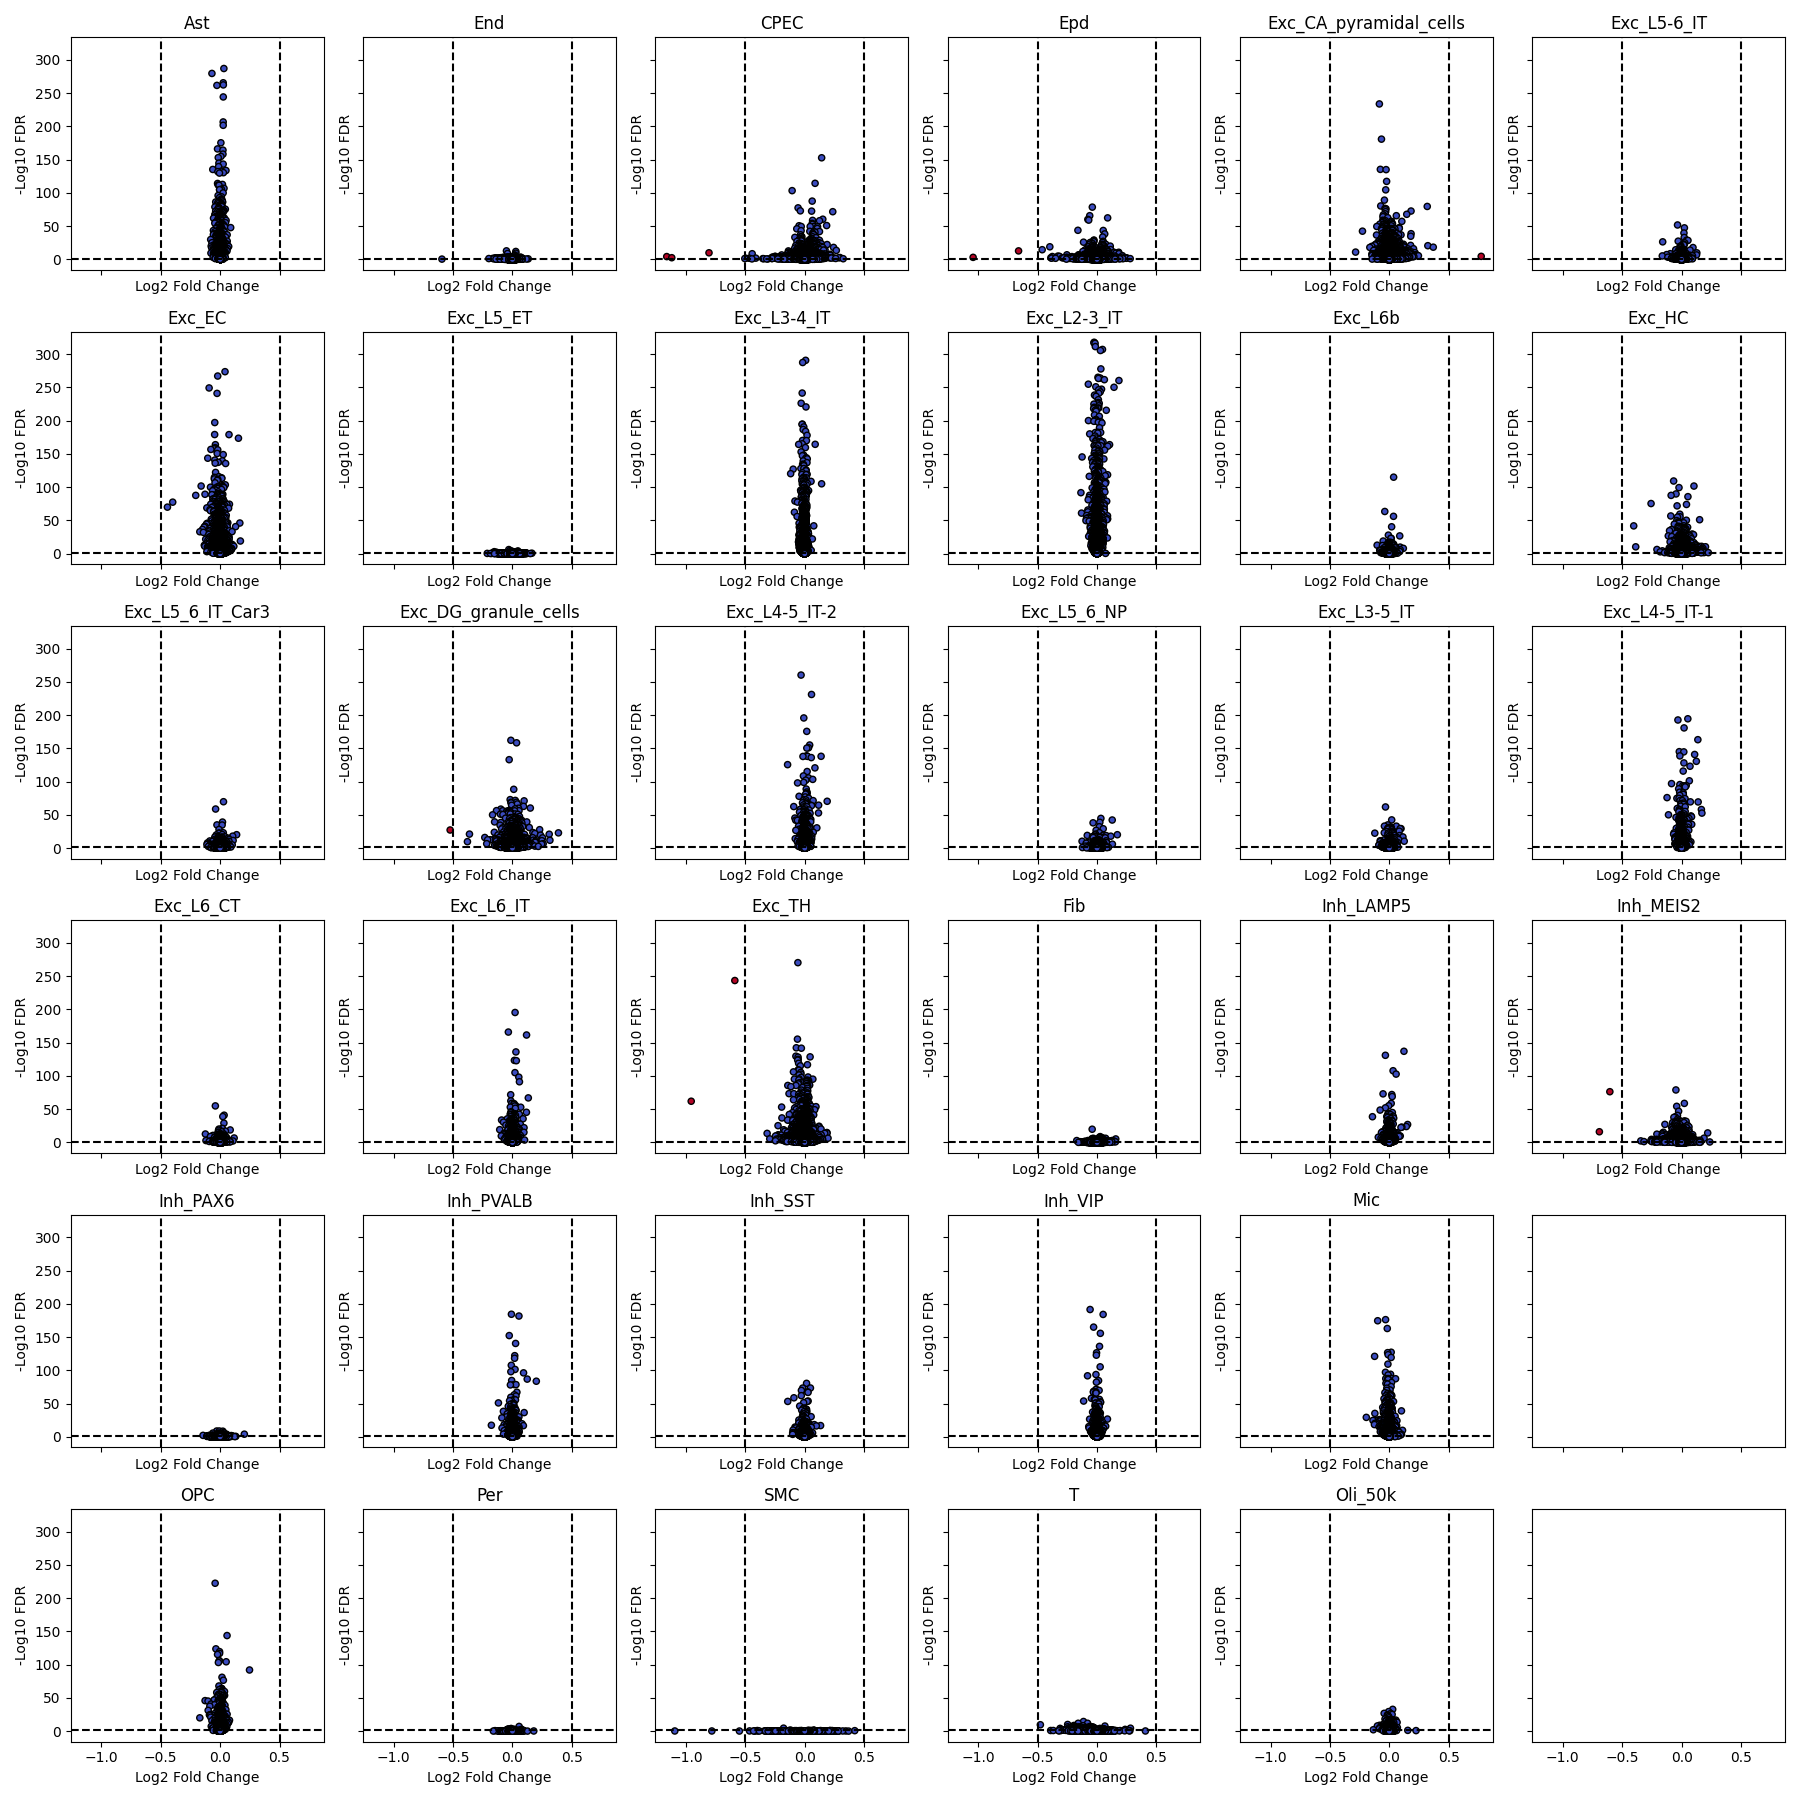 Ast End CPEC Epd Exc_CA_pyramidal_cells Exc_L5-6_IT
300
250
200
150
100
50
0
-Log10 FDR -Log10 FDR -Log10 FDR -Log10 FDR -Log10 FDR -Log10 FDR
Log2 Fold Change Log2 Fold Change Log2 Fold Change Log2 Fold Change Log2 Fold Change Log2 Fold Change
Exc_EC Exc_L5_ET Exc_L3-4_IT Exc_L2-3_IT Exc_L6b Exc_HC
300
250
200
150
100
50
0
-Log10 FDR -Log10 FDR -Log10 FDR -Log10 FDR -Log10 FDR -Log10 FDR
Log2 Fold Change Log2 Fold Change Log2 Fold Change Log2 Fold Change Log2 Fold Change Log2 Fold Change
Exc_L5_6_IT_Car3 Exc_DG_granule_cells Exc_L4-5_IT-2 Exc_L5_6_NP Exc_L3-5_IT Exc_L4-5_IT-1
300
250
200
150
100
50
0
-Log10 FDR -Log10 FDR -Log10 FDR -Log10 FDR -Log10 FDR -Log10 FDR
Log2 Fold Change Log2 Fold Change Log2 Fold Change Log2 Fold Change Log2 Fold Change Log2 Fold Change
Exc_L6_CT Exc_L6_IT Exc_TH Fib Inh_LAMP5 Inh_MEIS2
300
250
200
150
100
50
0
-Log10 FDR -Log10 FDR -Log10 FDR -Log10 FDR -Log10 FDR -Log10 FDR
Log2 Fold Change Log2 Fold Change Log2 Fold Change Log2 Fold Change Log2 Fold Change Log2 Fold Change
Inh_PAX6 Inh_PVALB Inh_SST Inh_VIP Mic
300
250
200
150
100
50
0
-Log10 FDR -Log10 FDR -Log10 FDR -Log10 FDR -Log10 FDR
Log2 Fold Change Log2 Fold Change Log2 Fold Change Log2 Fold Change Log2 Fold Change
OPC Per SMC T Oli_50k
300
250
200
150
100
50
0
-Log10 FDR -Log10 FDR -Log10 FDR -Log10 FDR -Log10 FDR
−1.0 −0.5 0.0 0.5 −1.0 −0.5 0.0 0.5 −1.0 −0.5 0.0 0.5 −1.0 −0.5 0.0 0.5 −1.0 −0.5 0.0 0.5 −1.0 −0.5 0.0 0.5
Log2 Fold Change Log2 Fold Change Log2 Fold Change Log2 Fold Change Log2 Fold Change